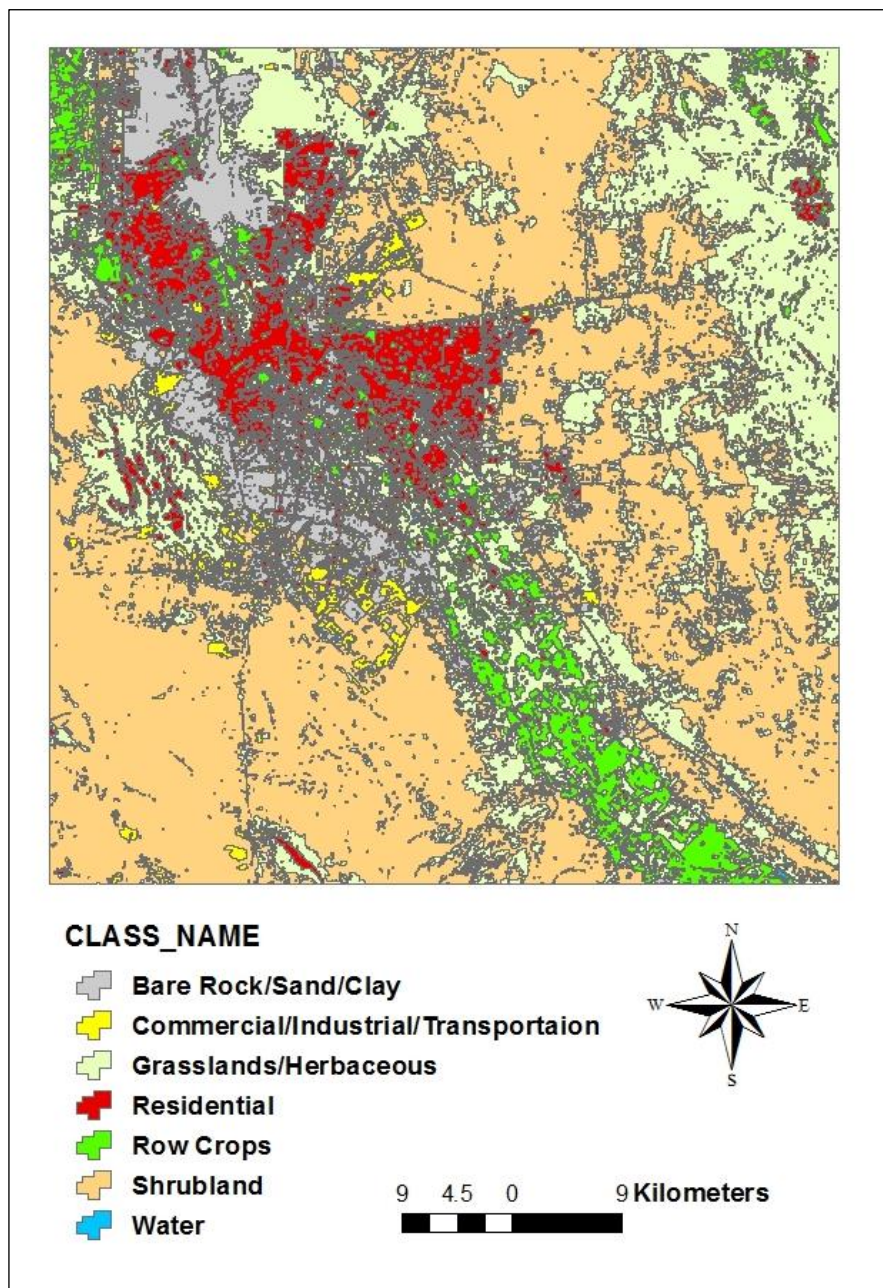 CLASS_NAME
Bare Rock/Sand/Clay
Commercial/Industrial/Transportaion
Grasslands/Herbaceous
Residential
Row Crops
Shrubland
Water
N
W E
S
9 4.5 0 9 Kilometers